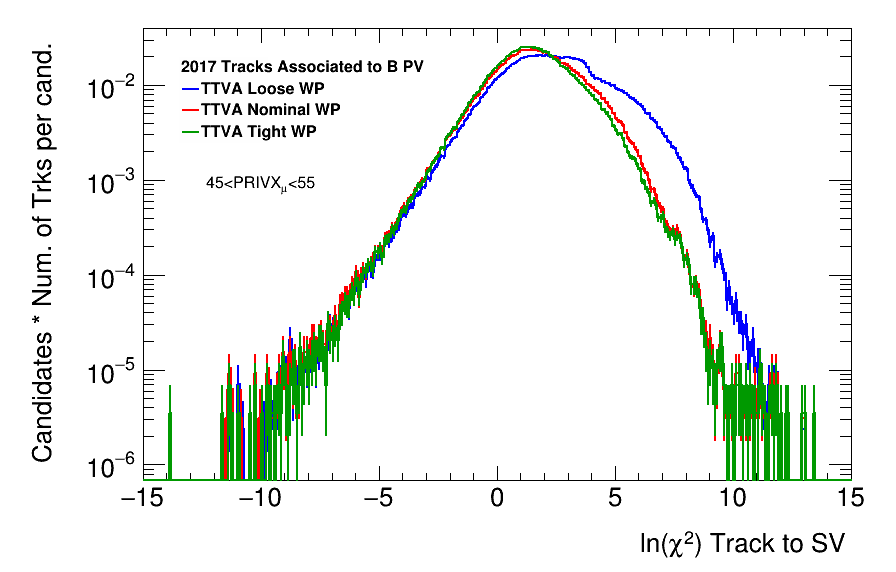 Candidates * Num. of Trks per cand.
2017 Tracks Associated to B PV
TTVA Loose WP
TTVA Nominal WP
TTVA Tight WP
45<PRIVXμ<55
10−2
10−3
10−4
10−5
10−6
−15 −10 −5 0 5 10 15
ln(χ2) Track to SV